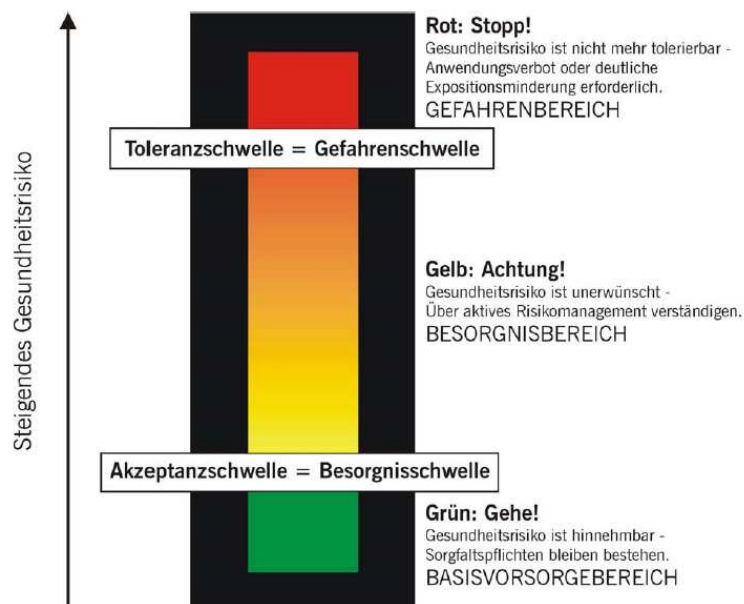 Steigendes Gesundheitsrisiko
Rot: Stopp!
Gesundheitsrisiko ist nicht mehr tolerierbar -
Anwendungsverbot oder deutliche
Expositionsminderung erforderlich.
GEFAHRENBEREICH
Toleranzschwelle = Gefahrenschwelle
Gelb: Achtung!
Gesundheitsrisiko ist unerwünscht -
Über aktives Risikomanagement verständigen.
BESORGNISBEREICH
Akzeptanzschwelle = Besorgnisschwelle
Grün: Gehe!
Gesundheitsrisiko ist hinnehmbar -
Sorgfaltspflichten bleiben bestehen.
BASISVORSORGEBEREICH